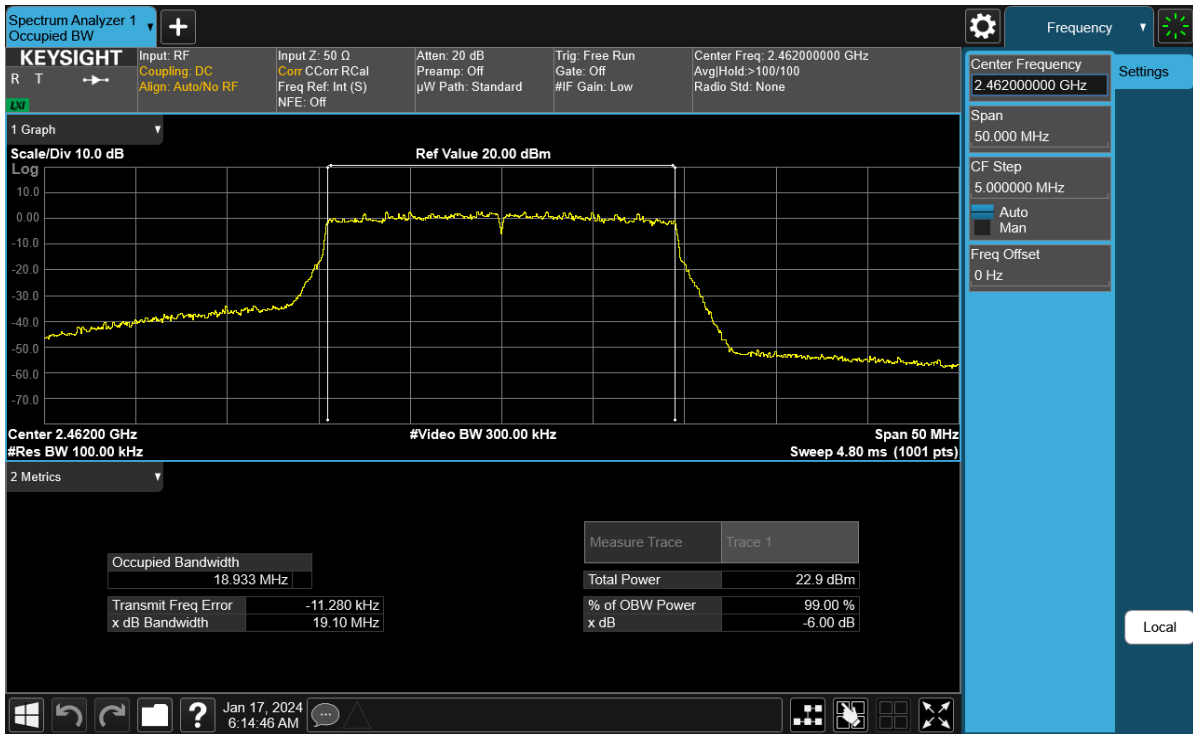 Spectrum Analyzer 1
Occupied BW
Frequency
KEYSIGHT
R T
LXI
Input: RF
Coupling: DC
Align: Auto/No RF
Input Z: 50 Ω
Corr CCorr RCal
Freq Ref: Int (S)
NFE: Off
Atten: 20 dB
Preamp: Off
µW Path: Standard
Trig: Free Run
Gate: Off
#IF Gain: Low
Center Freq: 2.462000000 GHz
Avg|Hold:>100/100
Radio Std: None
Center Frequency
2.462000000 GHz
Settings
Span
50.000 MHz
CF Step
5.000000 MHz
Auto
Man
Freq Offset
0 Hz
Local
1 Graph
Scale/Div 10.0 dB
Ref Value 20.00 dBm
Log
10.0
0.00
-10.0
-20.0
-30.0
-40.0
-50.0
-60.0
-70.0
Center 2.46200 GHz
#Video BW 300.00 kHz
Span 50 MHz
#Res BW 100.00 kHz
Sweep 4.80 ms (1001 pts)
2 Metrics
Measure Trace
Trace 1
Occupied Bandwidth
18.933 MHz
Total Power
22.9 dBm
Transmit Freq Error
-11.280 kHz
% of OBW Power
99.00 %
x dB Bandwidth
19.10 MHz
x dB
-6.00 dB
?
Jan 17, 2024
6:14:46 AM